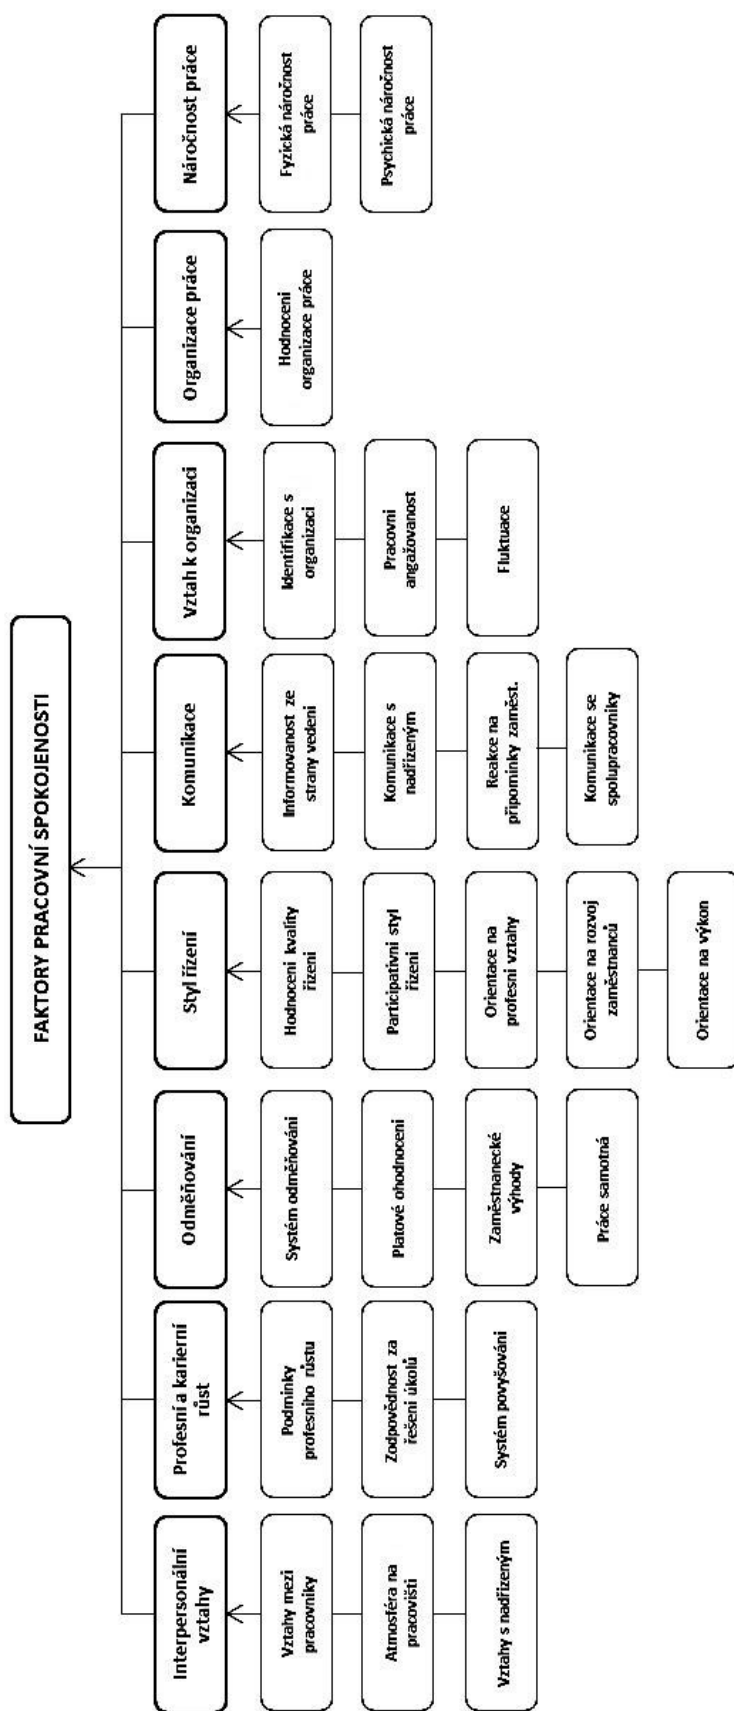 FAKTORY PRACOVNÍ SPOKOJENOSTI
Interpersonální
vztahy
Vztahy mezi
pracovníky
Atmosféra na
pracovišti
Vztahy s nadřízeným
Profesní a karierní
růst
Podmínky
profesního růstu
Zodpovědnost za
řešení úkolů
Systém povyšování
Odměňování
Systém odměňování
Platové ohodnocení
Zaměstnanecké
výhody
Práce samotná
Styl řízení
Hodnocení kvality
řízení
Participativní styl
řízení
Orientace na
profesní vztahy
Orientace na rozvoj
zaměstnanců
Orientace na výkon
Komunikace
Informovanost ze
strany vedení
Komunikace s
nadřízeným
Reakce na
připomínky zaměst.
Komunikace se
spolupracovníky
Vztah k organizaci
Identifikace s
organizací
Pracovní
angažovanost
Fluktuace
Organizace práce
Hodnocení
organizace práce
Náročnost práce
Fyzická náročnost
práce
Psychická náročnost
práce